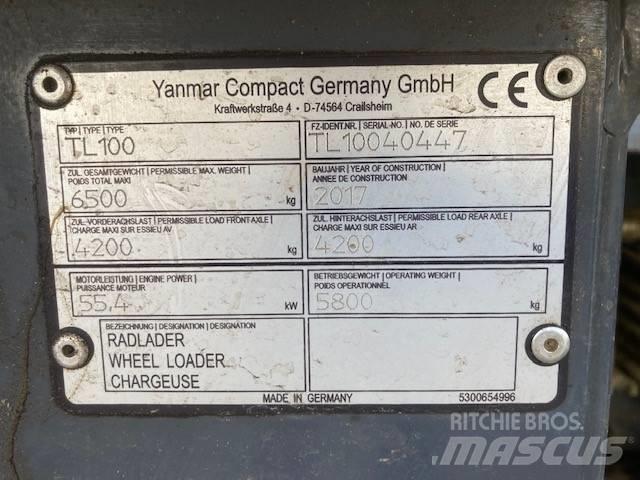 Yanmar Compact Germany GmbH
Kraftwerkstraße 4 • D-74564 Crailsheim
CE
TYP | TYPE | TYPE
TL100
FZ-IDENT.NR. | SERIAL-NO. | NO. DE SERIE
TL10040447
ZUL. GESAMTGEWICHT | PERMISSIBLE MAX. WEIGHT |
POIDS TOTAL MAXI
6500 kg
BAUJAHR | YEAR OF CONSTRUCTION |
ANNEE DE CONSTRUCTION
2017
ZUL. VORDERACHSLAST | PERMISSIBLE LOAD FRONT-AXLE |
CHARGE MAXI SUR ESSIEU AV
4200 kg
ZUL. HINTERACHSLAST | PERMISSIBLE LOAD REAR AXLE |
CHARGE MAXI SUR ESSIEU AR
4200 kg
MOTORLEISTUNG | ENGINE POWER |
PUISSANCE MOTEUR
55,4 kW
BETRIEBSGEWICHT | OPERATING WEIGHT |
POIDS OPERATIONNEL
5800 kg
BEZEICHNUNG | DESIGNATION | DESIGNATION
RADLADER
WHEEL LOADER
CHARGEUSE
MADE IN GERMANY
5300654996
RITCHIE BROS.
MASCUS